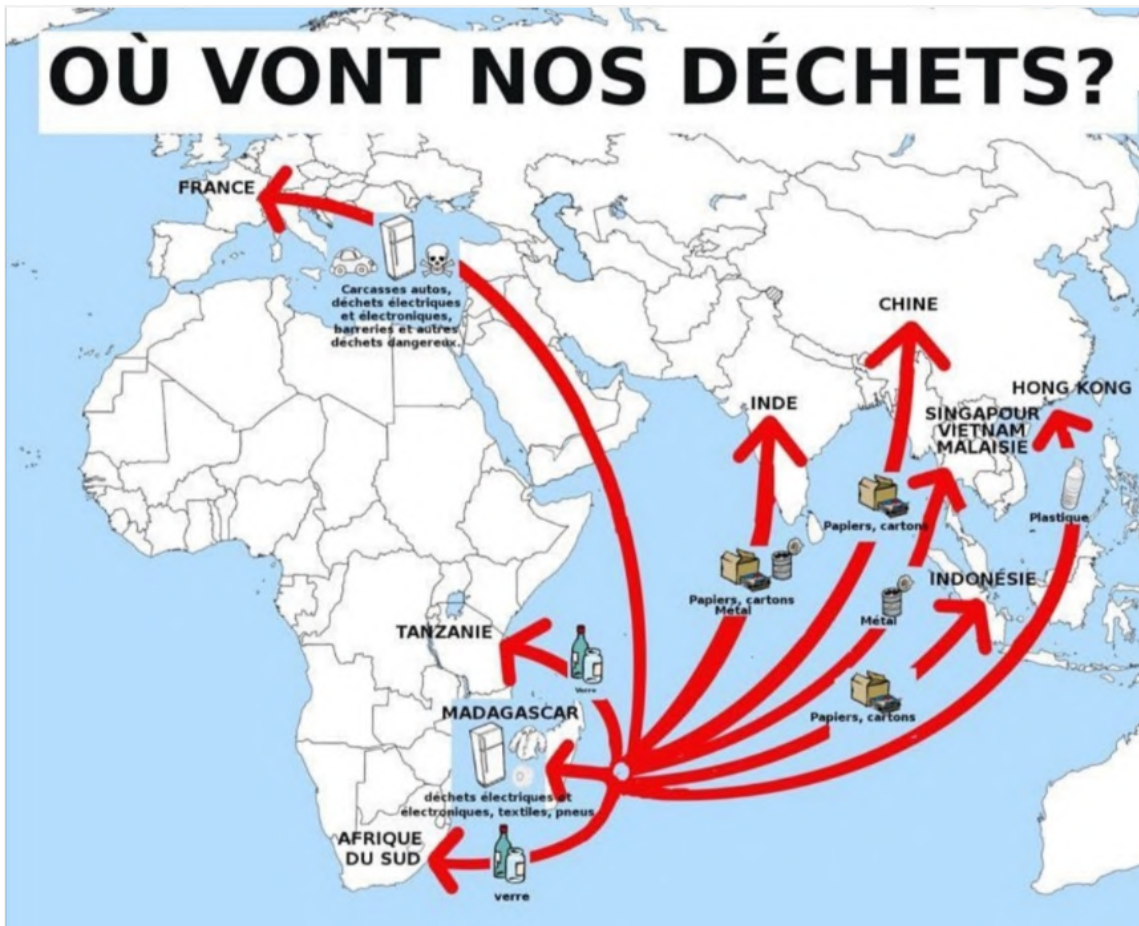 OÙ VONT NOS DÉCHETS?
FRANCE
Carcasses autos,
déchets électriques
et électroniques,
barreries et autres
déchets dangereux.
CHINE
HONG KONG
INDE
SINGAPOUR
VIETNAM
MALAISIE
Plastique
Papiers, cartons
INDONÉSIE
Papiers, cartons
Métal
Métal
TANZANIE
Verre
MADAGASCAR
Papiers, cartons
déchets électriques et
électroniques, textiles, pneus
AFRIQUE
DU SUD
verre